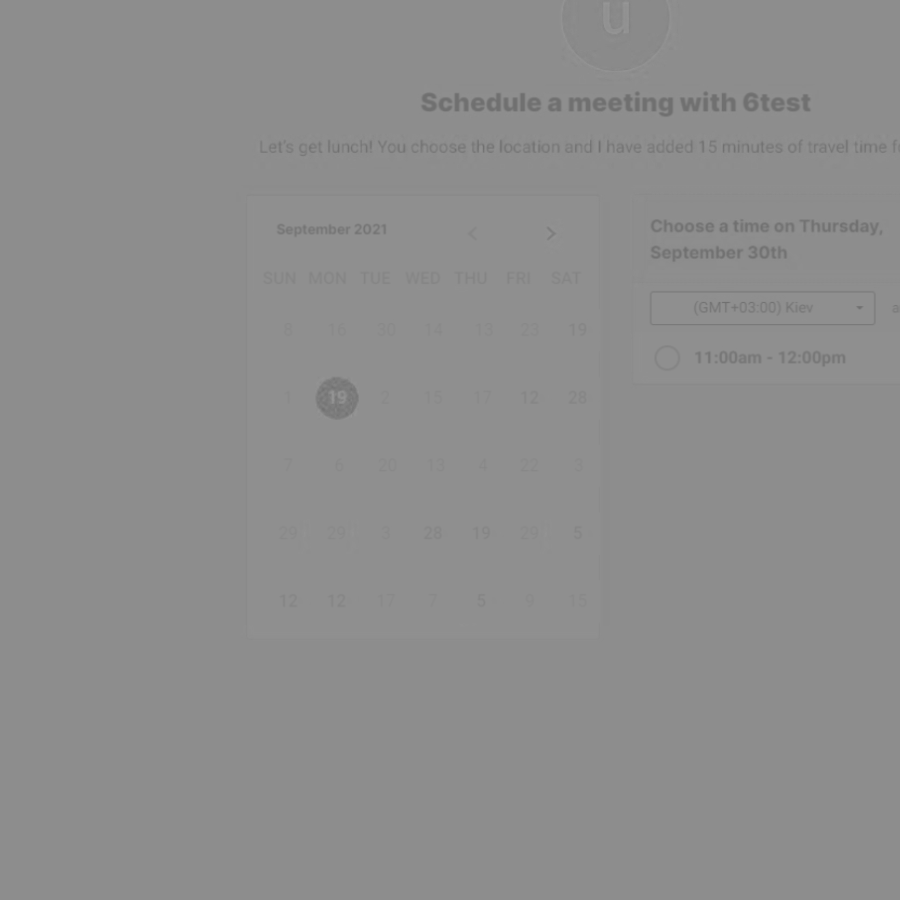 u
Schedule a meeting with 6test
Let's get lunch! You choose the location and I have added 15 minutes of travel time
September 2021
SUN MON TUE WED THU FRI SAT
8 16 30 14 13 23 19
1 19 2 15 17 12 28
7 6 20 13 4 22 3
29 29 3 28 19 29 5
12 12 17 7 5 9 15
Choose a time on Thursday,
September 30th
(GMT+03:00) Kiev
11:00am - 12:00pm